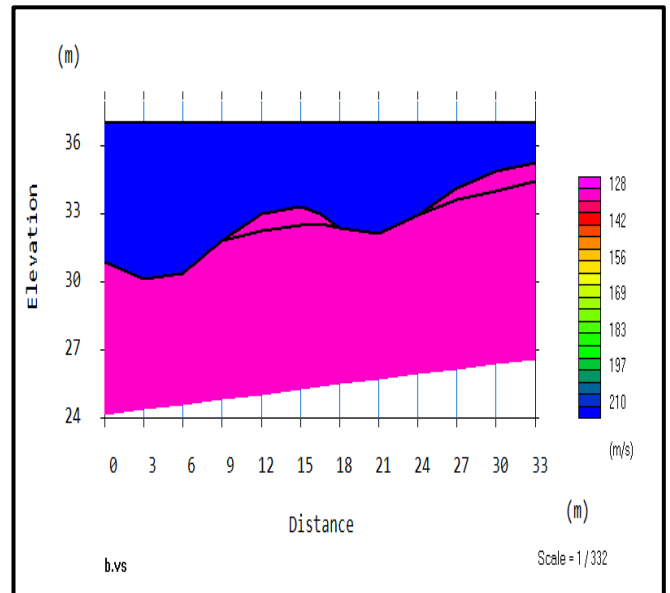 (m)
36
33
30
27
24
Elevation
0 3 6 9 12 15 18 21 24 27 30 33
Distance
(m)
128
142
156
169
183
197
210
(m/s)
b.vs
Scale = 1 / 332